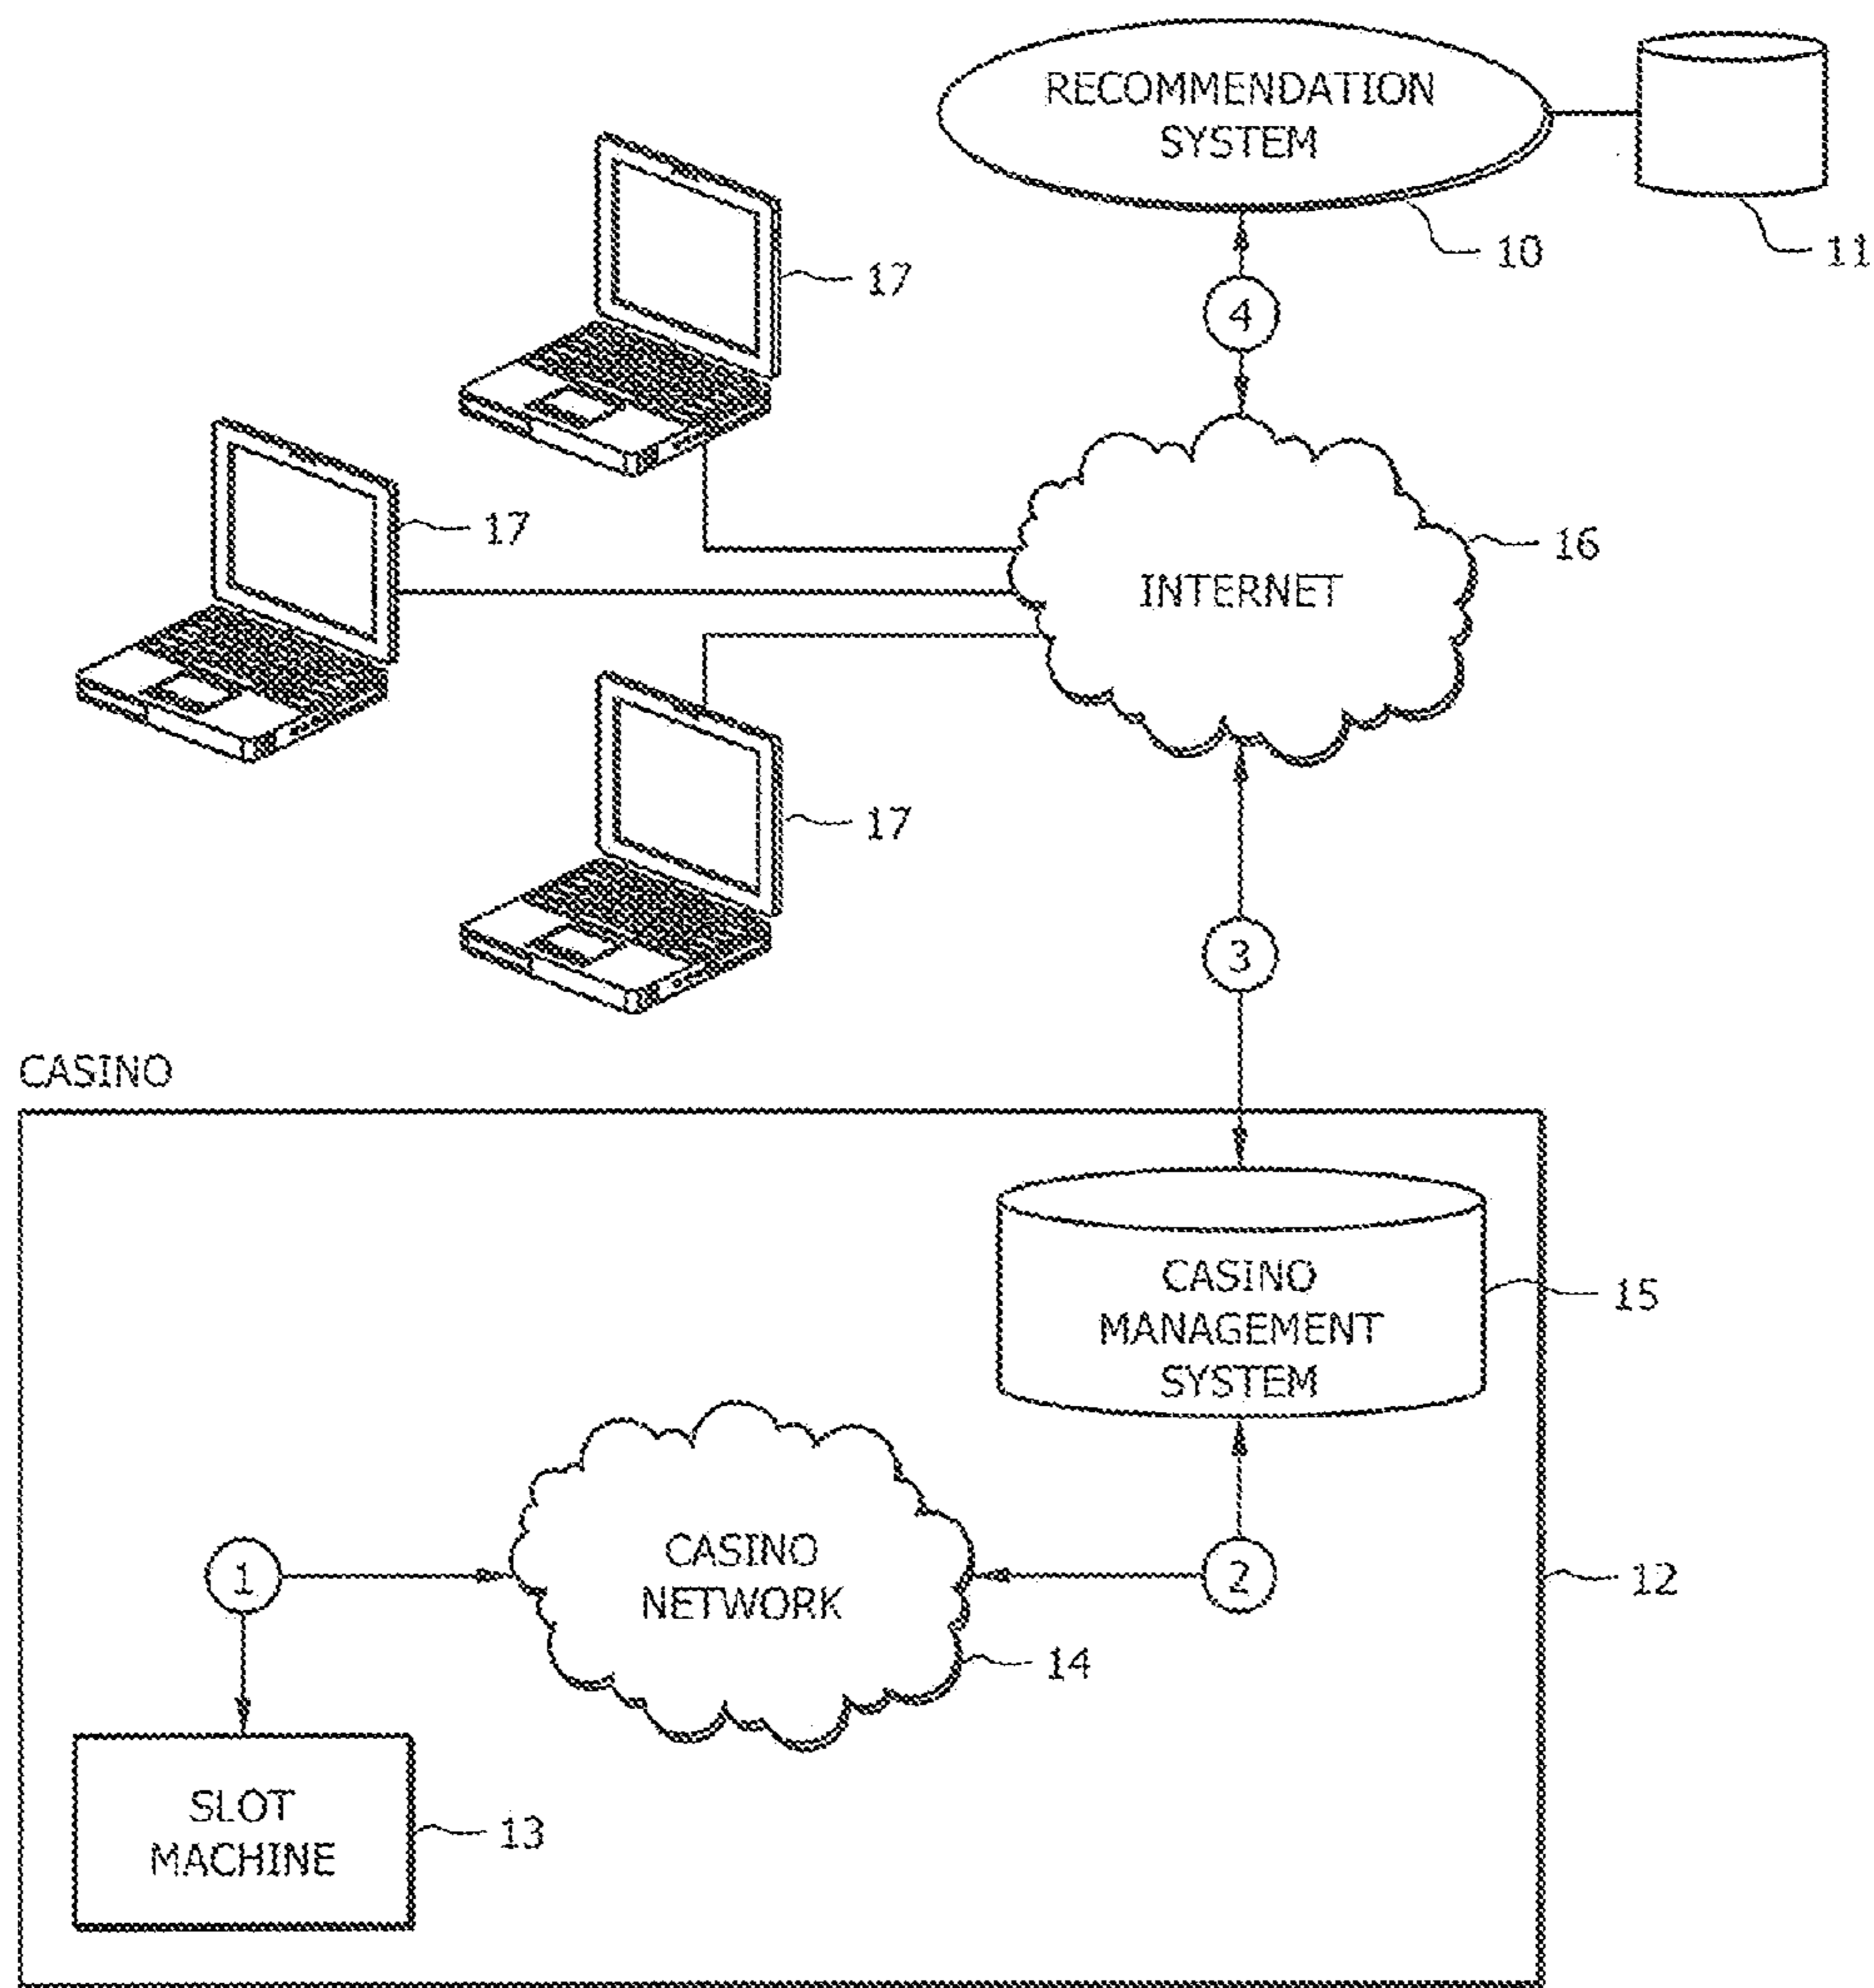 RECOMMENDATION
SYSTEM
10
11
4
17
17
16
INTERNET
17
3
CASINO
CASINO
MANAGEMENT
SYSTEM
15
1
CASINO
NETWORK
2
12
14
SLOT
MACHINE
13